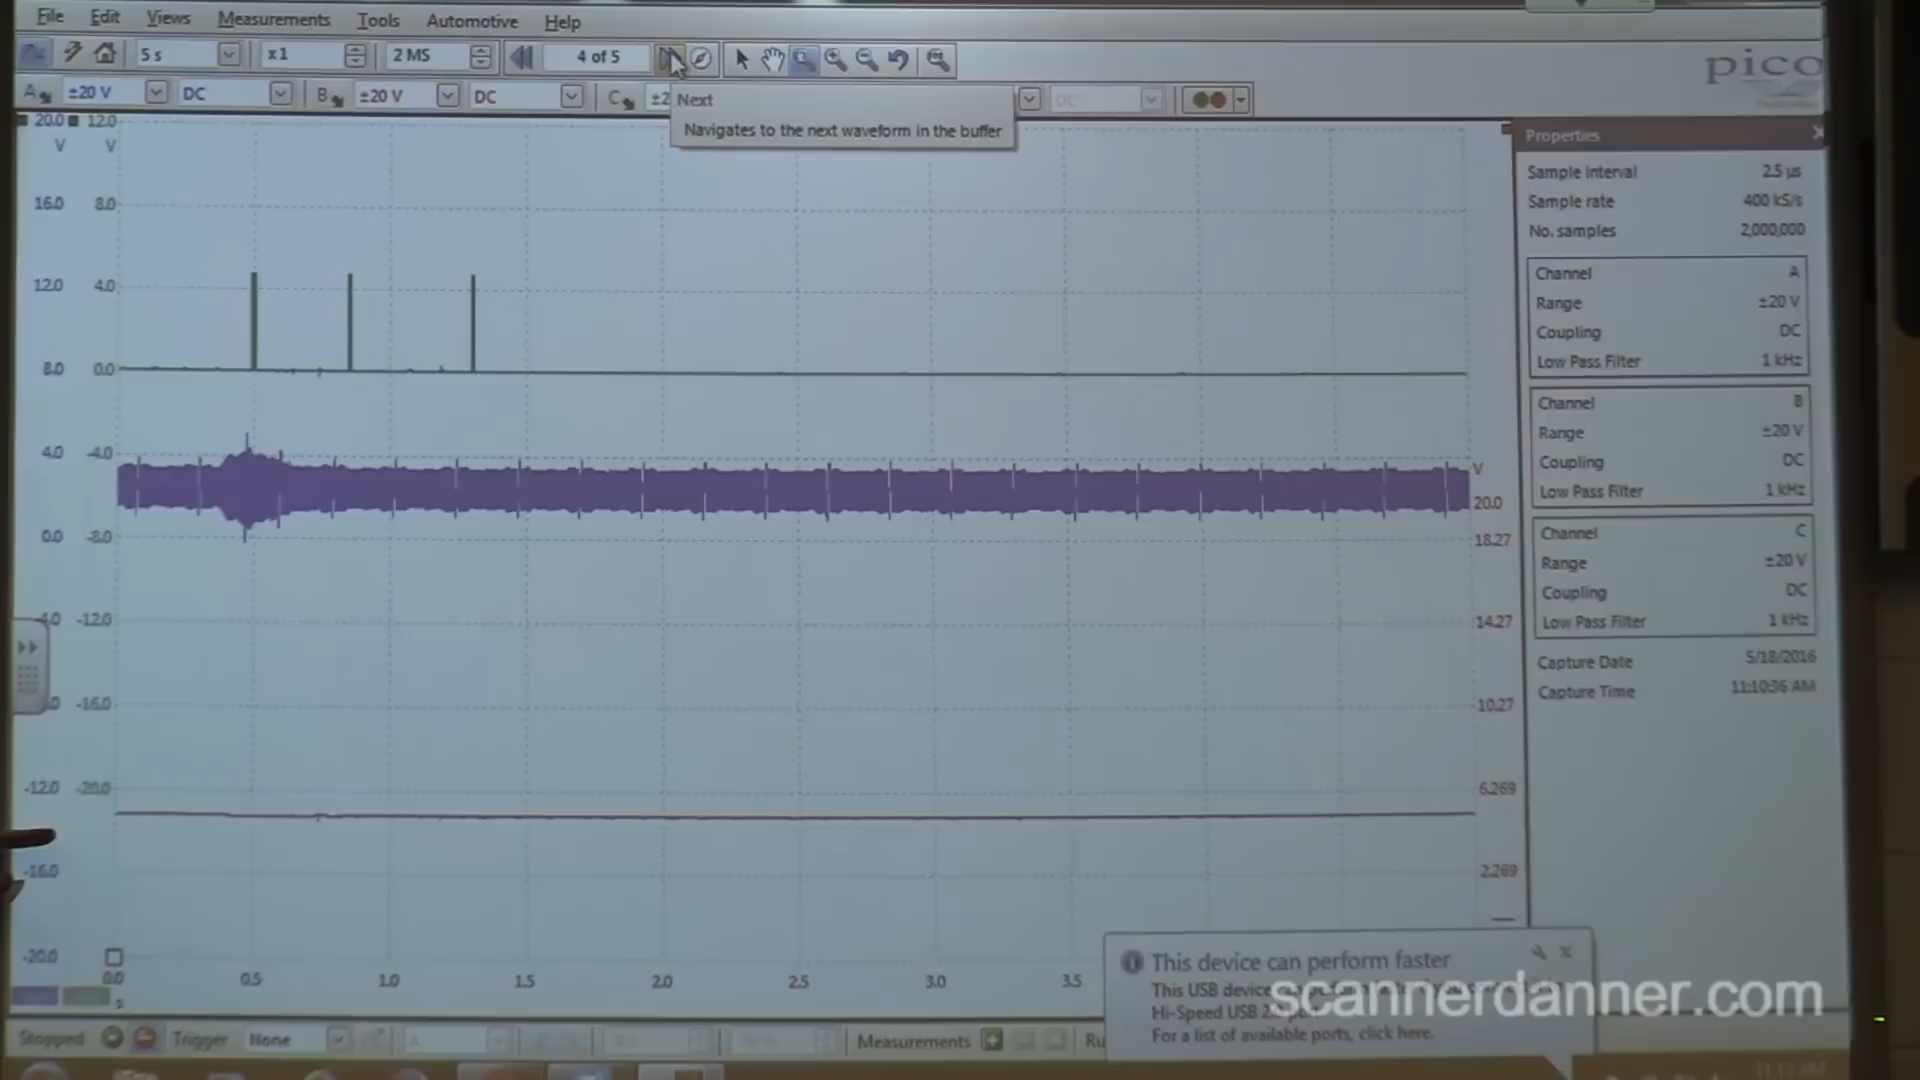 File Edit Views Measurements Tools Automotive Help
5 s x1 2 MS 4 of 5
pico
A ±20 V DC B ±20 V DC C ±2
Next
Navigates to the next waveform in the buffer
20.0 12.0
V V
16.0 8.0
12.0 4.0
8.0 0.0
4.0 -4.0
V
20.0
0.0 -8.0
18.27
-12.0
14.27
-16.0
10.27
-12.0 -20.0
6.269
-16.0
2.269
-20.0
0.0 0.5 1.0 1.5 2.0 2.5 3.0 3.5
s
Properties
Sample interval 2.5 µs
Sample rate 400 kS/s
No. samples 2,000,000
Channel A
Range ±20 V
Coupling DC
Low Pass Filter 1 kHz
Channel B
Range ±20 V
Coupling DC
Low Pass Filter 1 kHz
Channel C
Range ±20 V
Coupling DC
Low Pass Filter 1 kHz
Capture Date 5/18/2016
Capture Time 11:10:36 AM
This device can perform faster
This USB device
Hi-Speed USB
For a list of available ports, click here.
scannerdanner.com
Stopped Trigger None Measurements Ru